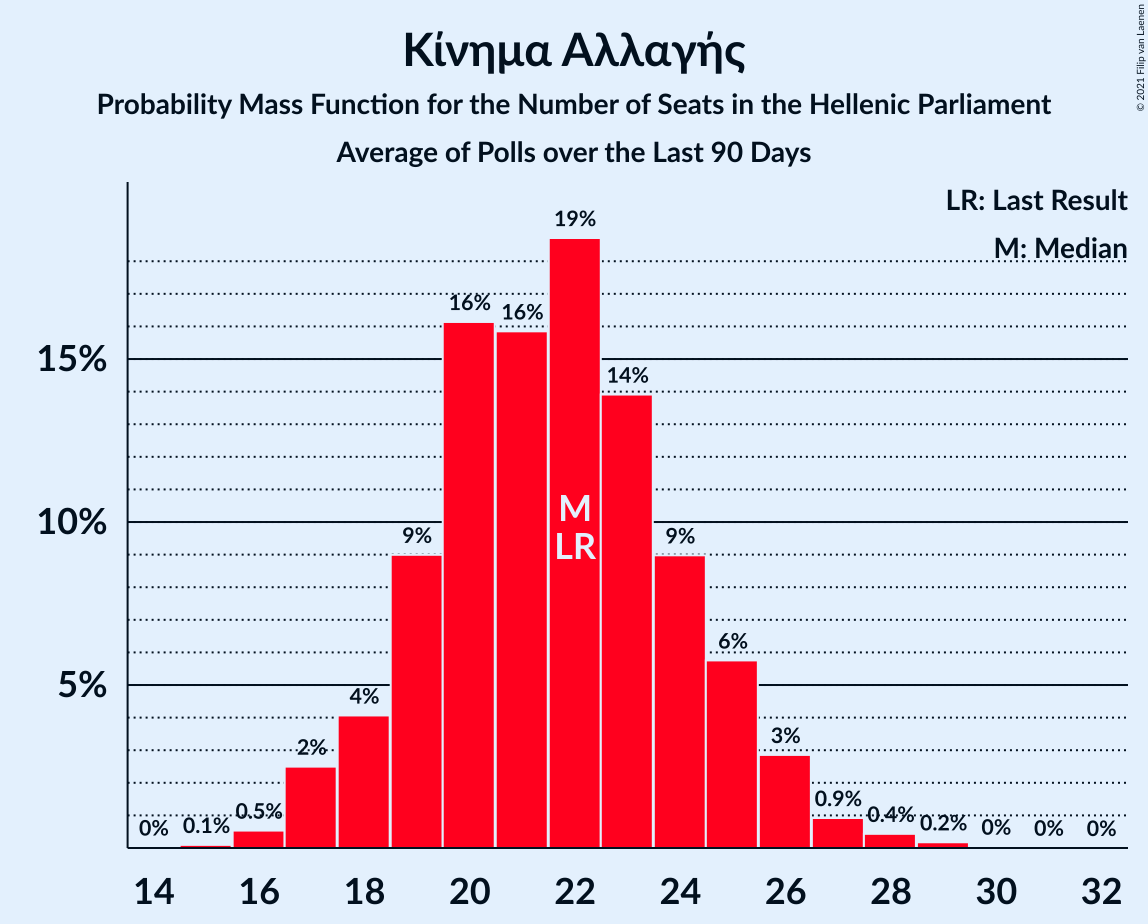 Κίνημα Αλλαγής
Probability Mass Function for the Number of Seats in the Hellenic Parliament
Average of Polls over the Last 90 Days
© 2021 Filip van Laenen
LR: Last Result
M: Median
15%
10%
5%
0%
0.1%
0.5%
2%
4%
9%
16%
16%
19%
14%
9%
6%
3%
0.9%
0.4%
0.2%
0%
0%
0%
M
LR
14 16 18 20 22 24 26 28 30 32